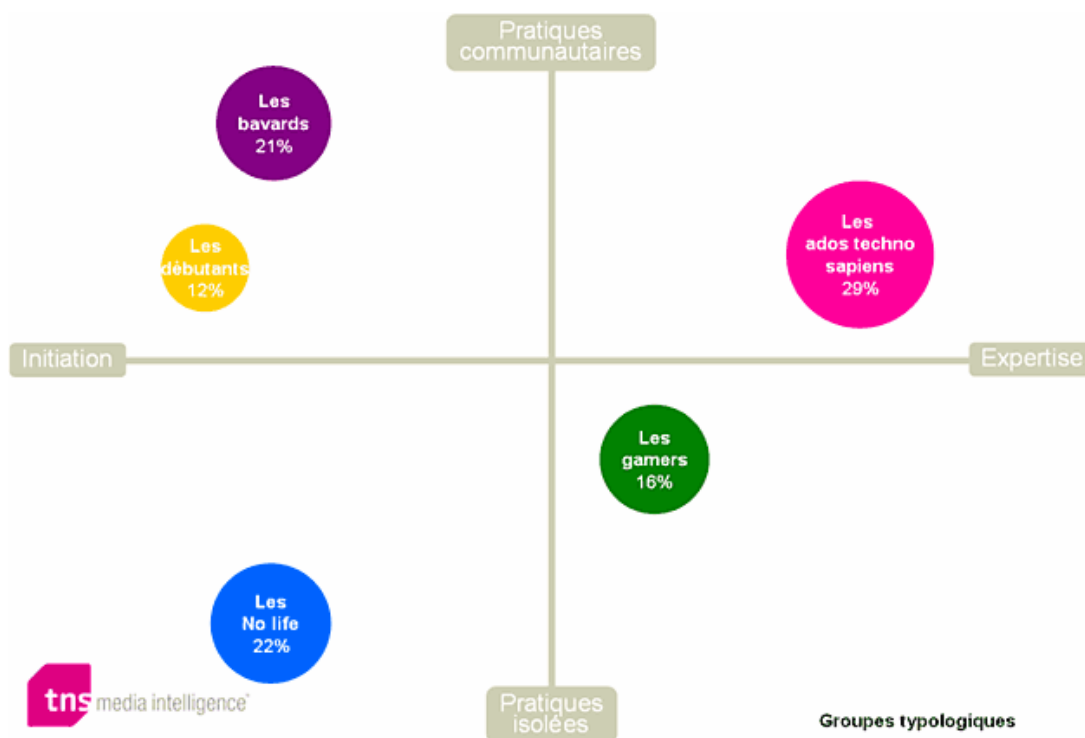 Pratiques
communautaires
Les
bavards
21%
Les
ados techno
sapiens
29%
Les
débutants
12%
Initiation
Expertise
Les
gamers
16%
Les
No life
22%
tns media intelligence
Pratiques
isolées
Groupes typologiques